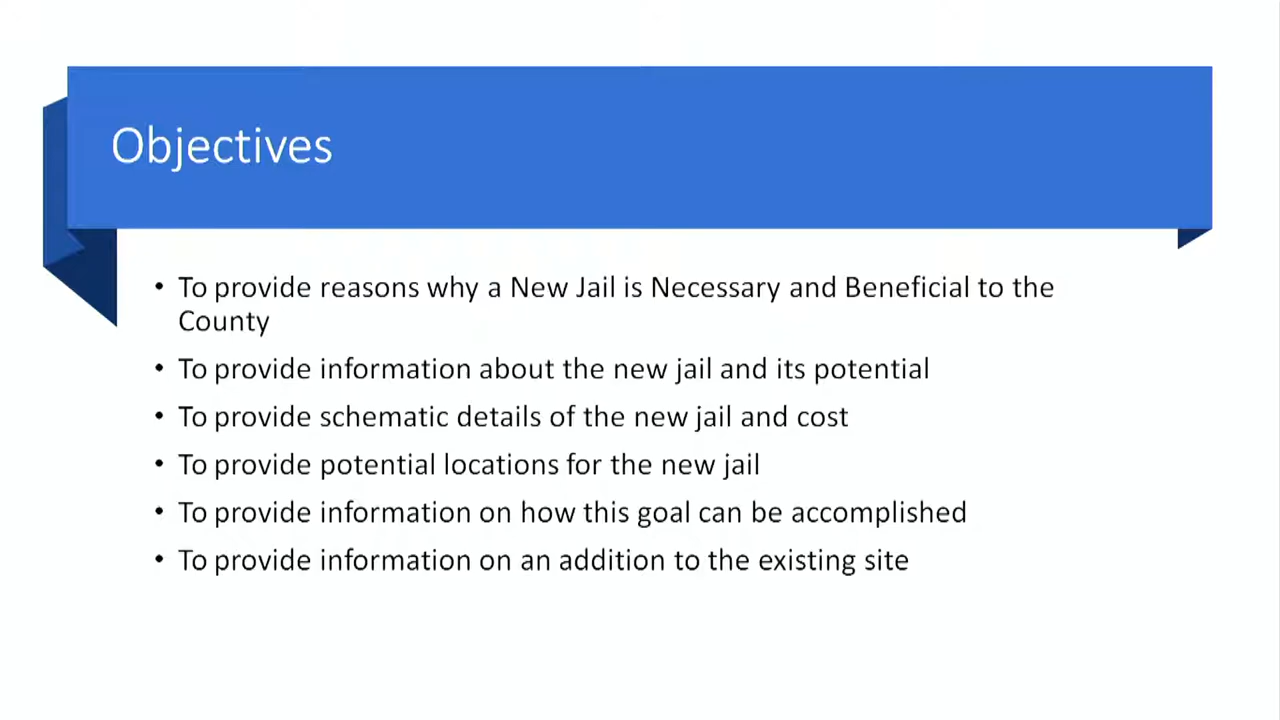 Objectives
• To provide reasons why a New Jail is Necessary and Beneficial to the
County
• To provide information about the new jail and its potential
• To provide schematic details of the new jail and cost
• To provide potential locations for the new jail
• To provide information on how this goal can be accomplished
• To provide information on an addition to the existing site